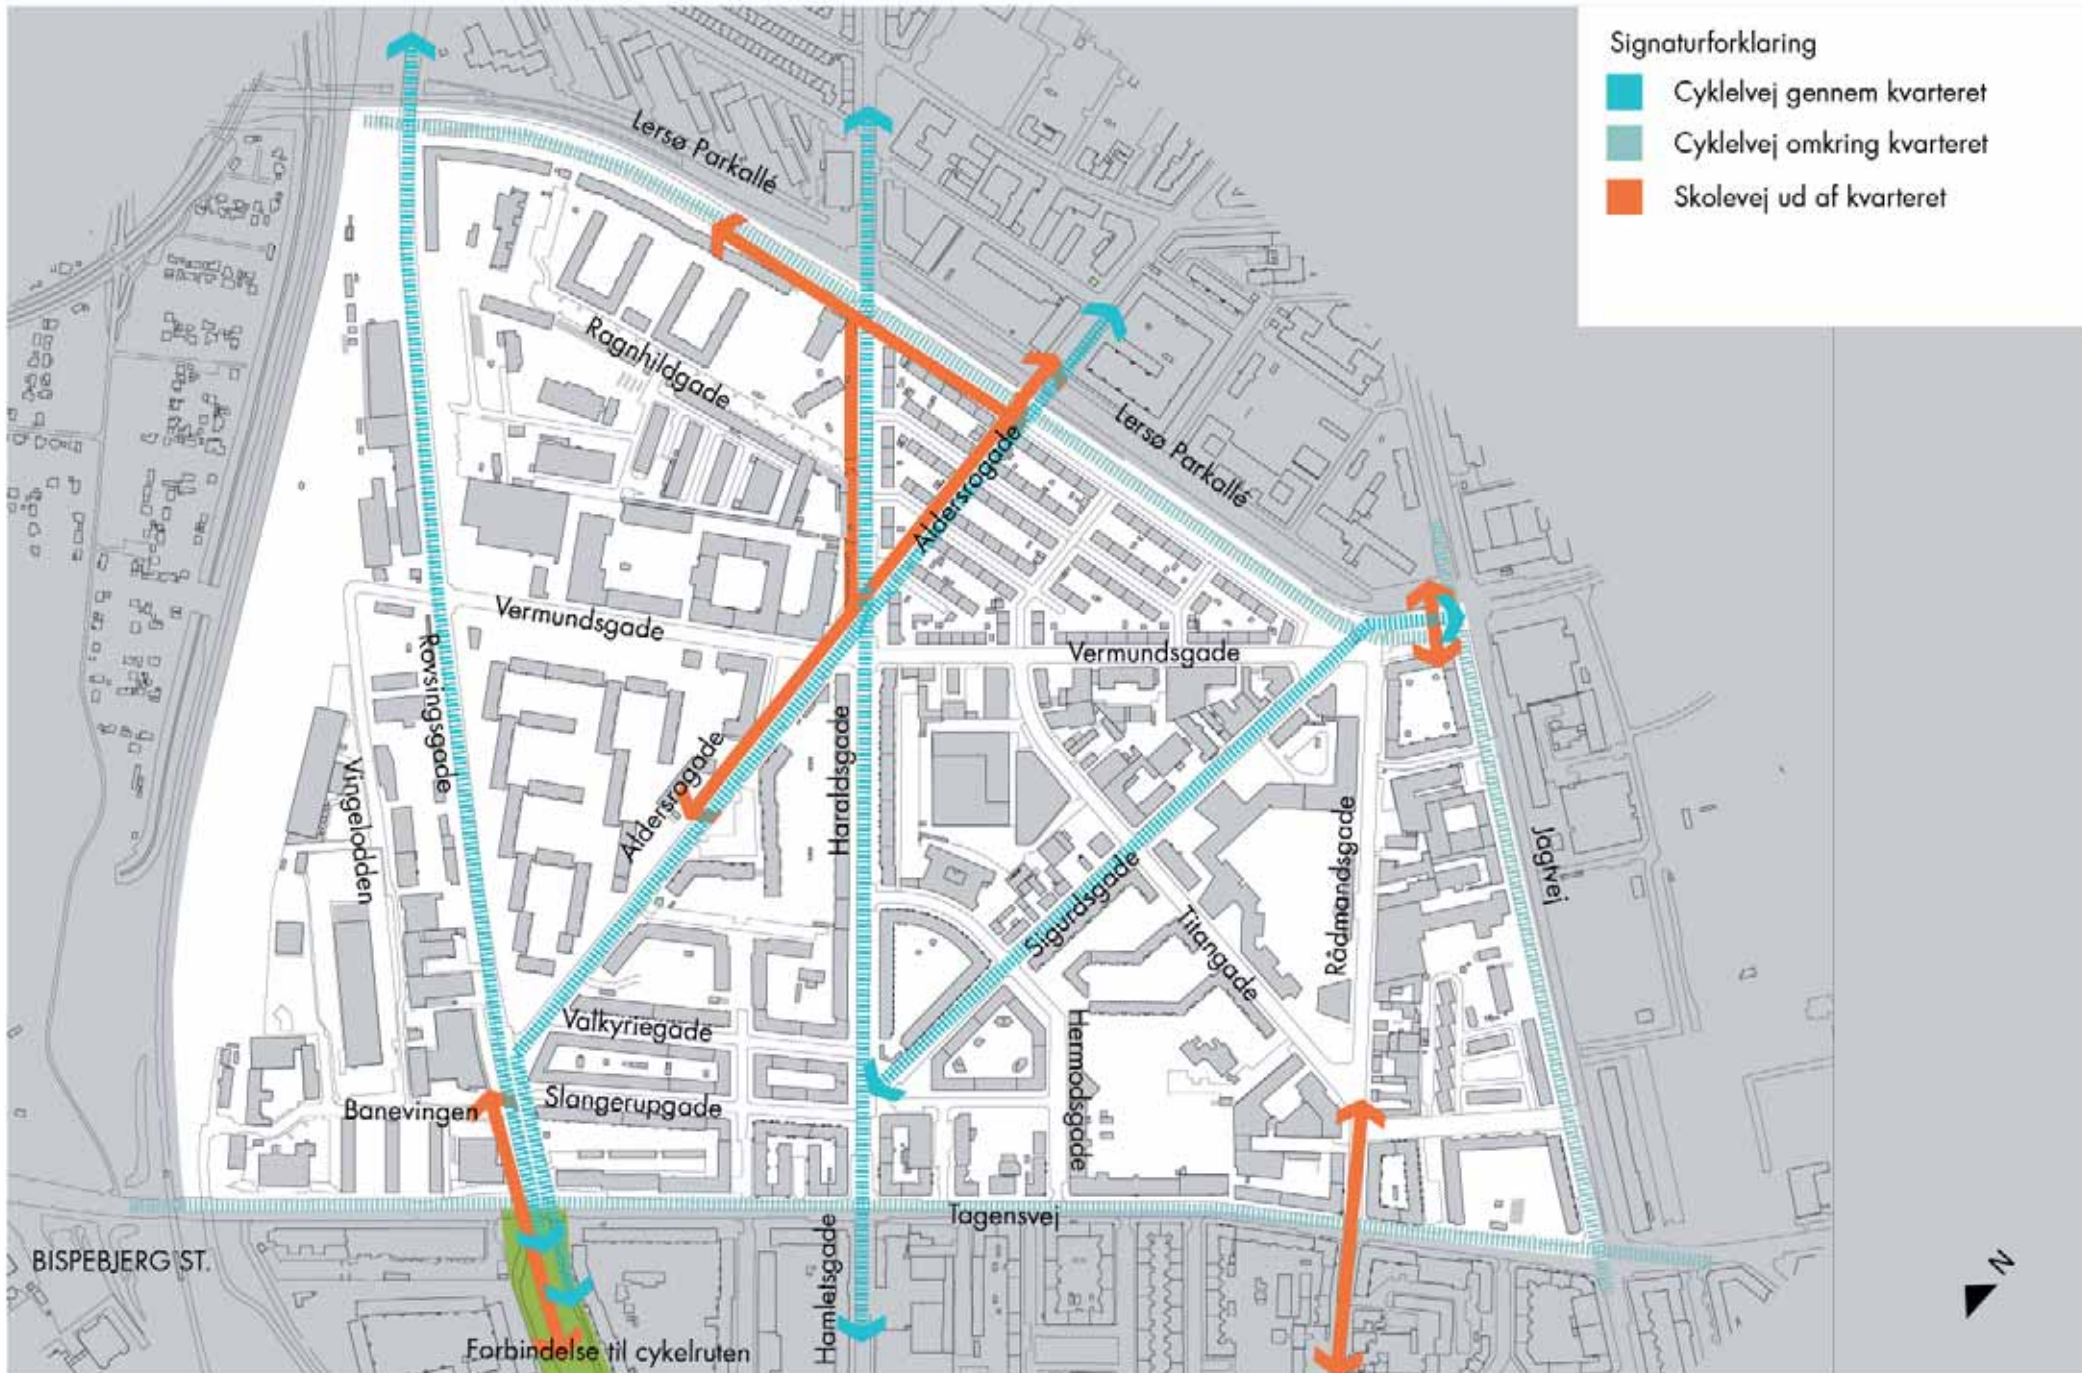 Signaturforklaring
Cyklelvej gennem kvarteret
Cyklelvej omkring kvarteret
Skolevej ud af kvarteret
Lersø Parkallé
Ragnhildgade
Lersø Parkallé
Aldersrogade
Vermundsgade
Vermundsgade
Rovsingsgade
Haraldsgade
Aldersrogade
Vingelodden
Rådmandsgade
Jagtvej
Sigurdsgade
Titangade
Valkyriegade
Hermodsgade
Slangerupgade
Banevingen
Tagensvej
Hamletsgade
BISPEBJERG ST.
N
Forbindelse til cykelruten